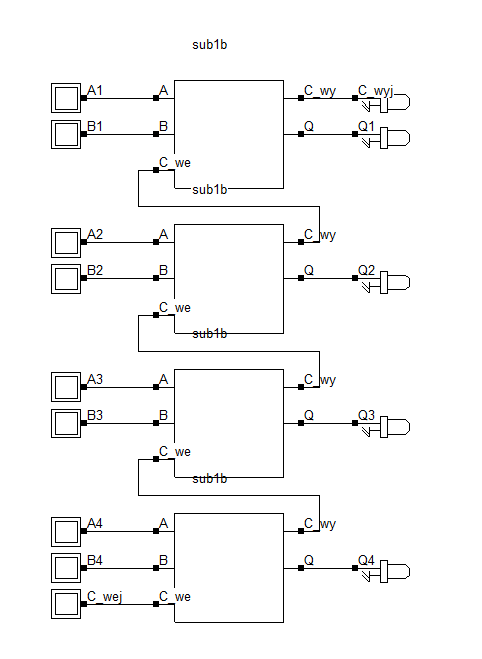 sub1b
A1 A C_wy C_wyj
B1 B Q Q1
C_we
sub1b
A2 A C_wy
B2 B Q Q2
C_we
sub1b
A3 A C_wy
B3 B Q Q3
C_we
sub1b
A4 A C_wy
B4 B Q Q4
C_wej C_we